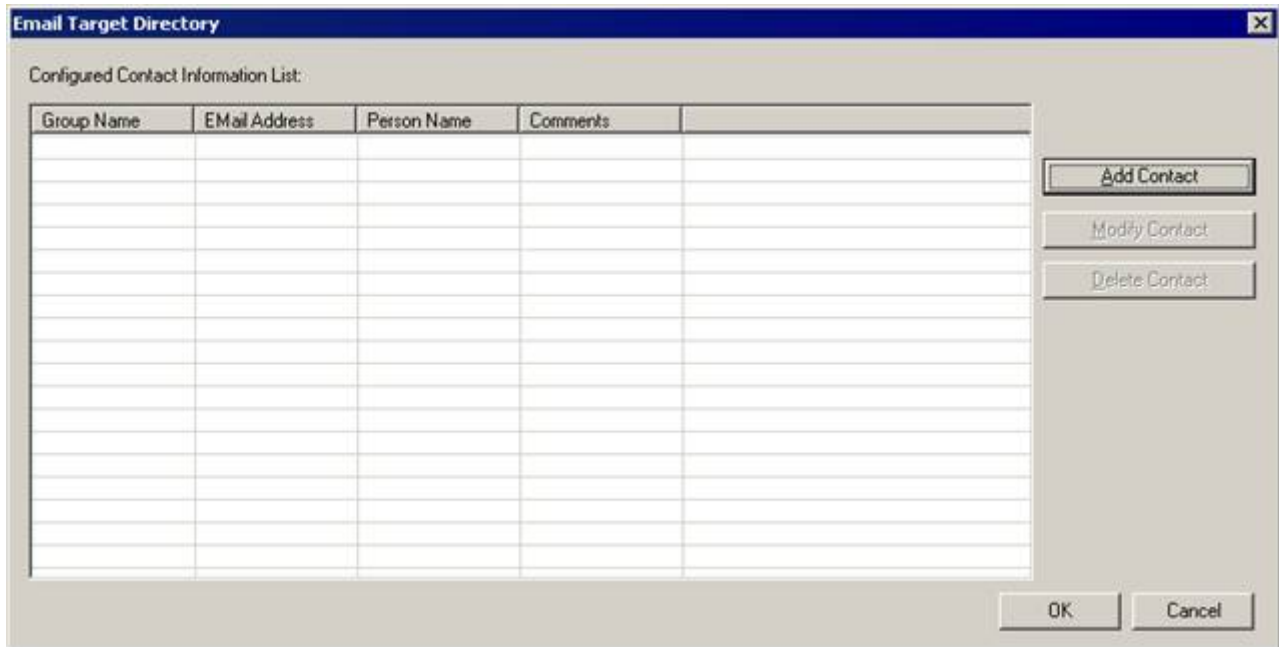 Email Target Directory
Configured Contact Information List:
Group Name EMail Address Person Name Comments
Add Contact
Modify Contact
Delete Contact
OK Cancel